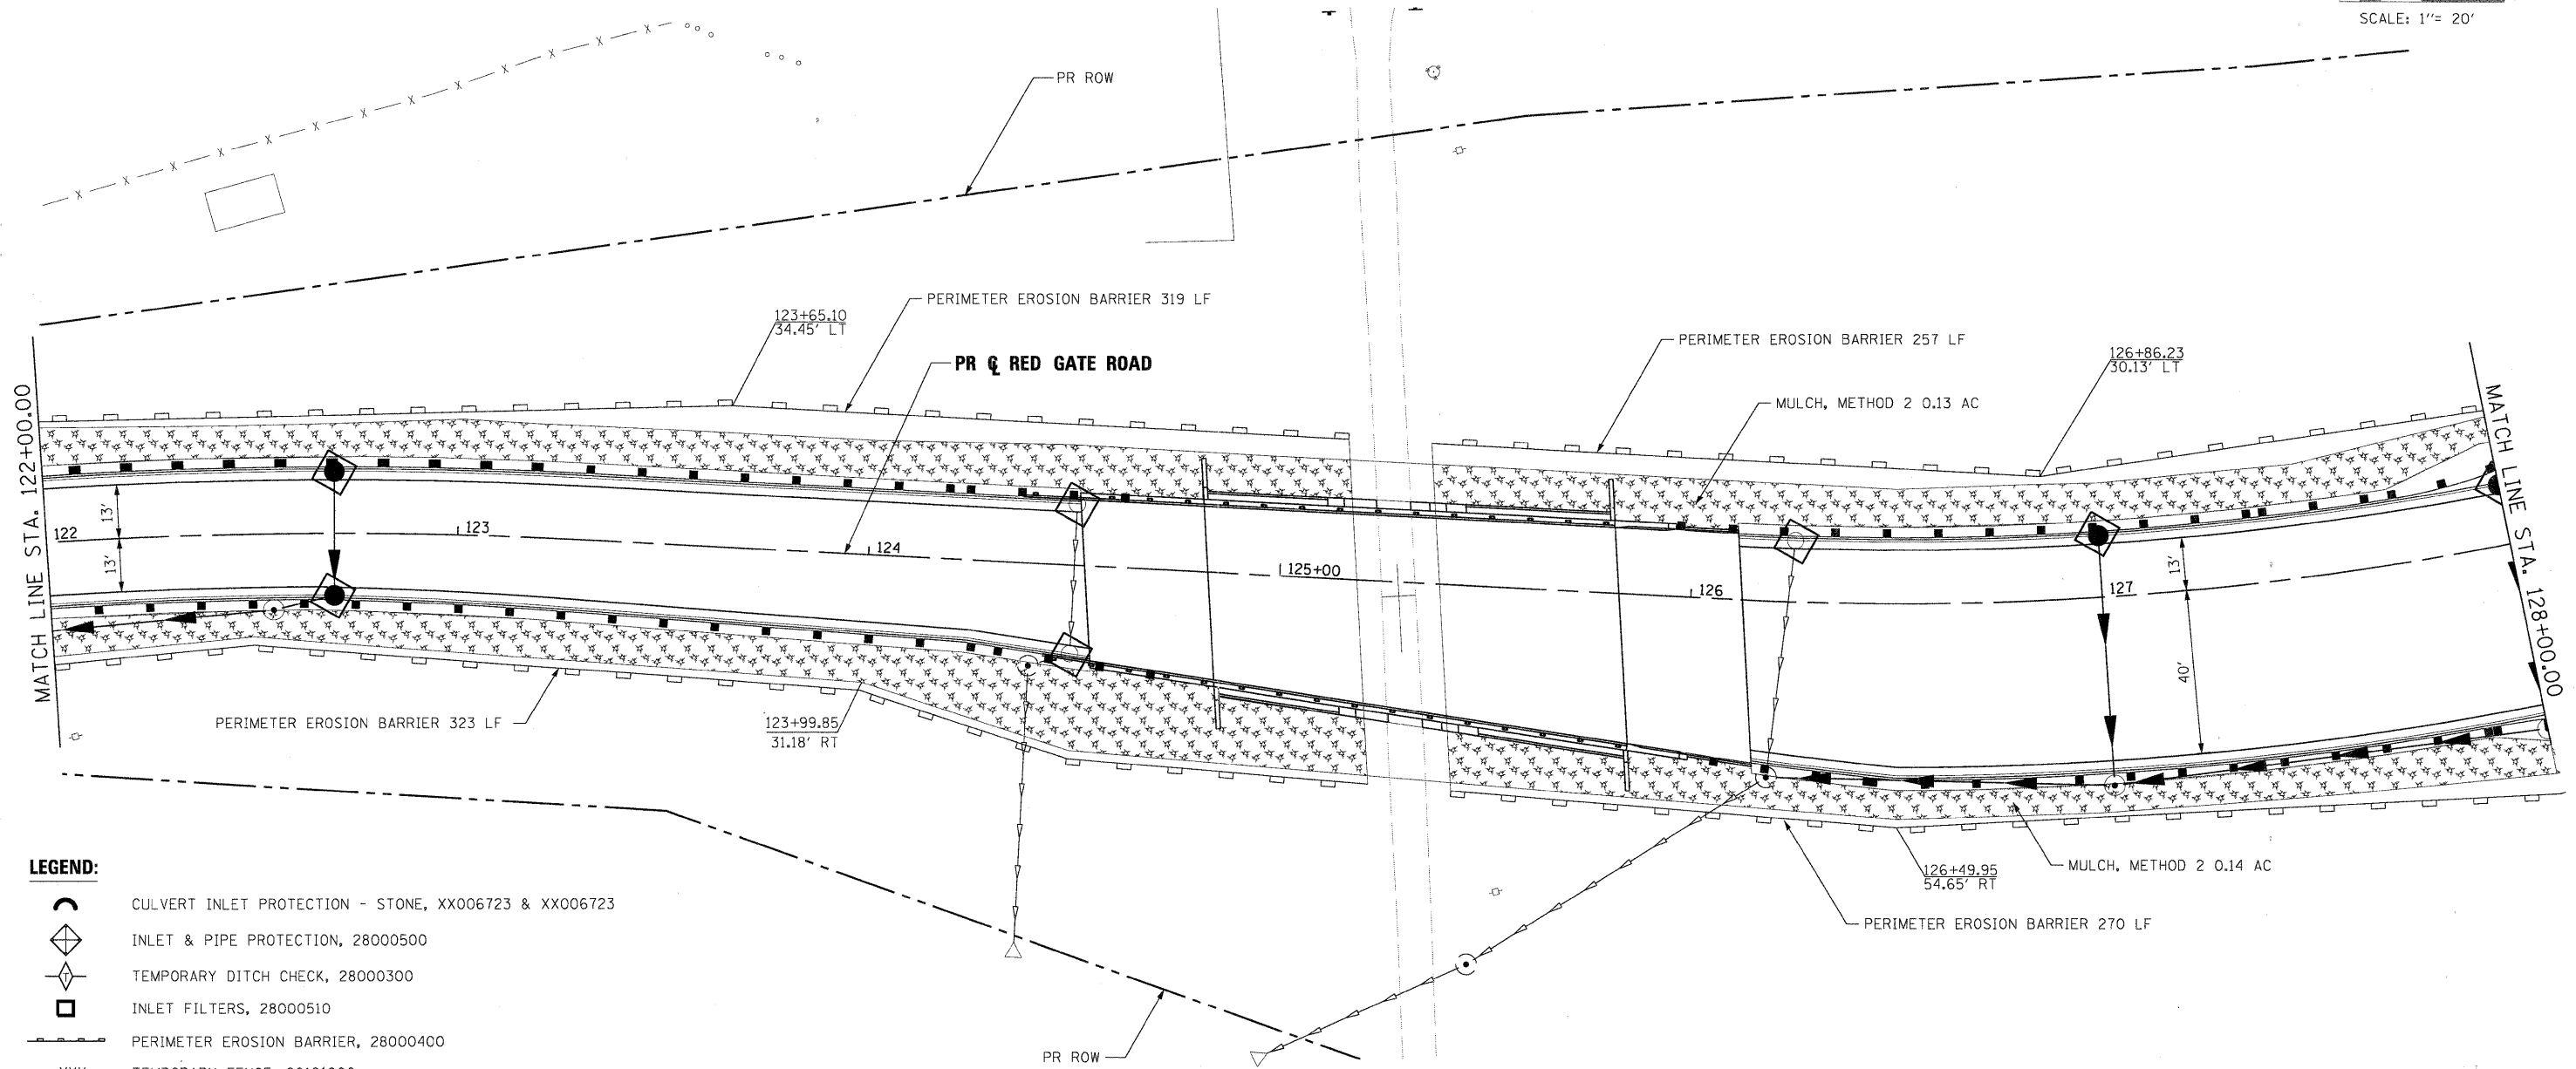 SCALE: 1"= 20'
PR ROW
PERIMETER EROSION BARRIER 319 LF
123+65.10
34.45' LT
PR ℄ RED GATE ROAD
PERIMETER EROSION BARRIER 257 LF
126+86.23
30.13' LT
MULCH, METHOD 2 0.13 AC
MATCH LINE STA. 122+00.00
MATCH LINE STA. 128+00.00
13'
13'
122
123
124
125+00
126
127
13'
40'
PERIMETER EROSION BARRIER 323 LF
123+99.85
31.18' RT
126+49.95
54.65' RT
MULCH, METHOD 2 0.14 AC
PERIMETER EROSION BARRIER 270 LF
PR ROW
LEGEND:
CULVERT INLET PROTECTION - STONE, XX006723 & XX006723
INLET & PIPE PROTECTION, 28000500
T TEMPORARY DITCH CHECK, 28000300
INLET FILTERS, 28000510
PERIMETER EROSION BARRIER, 28000400